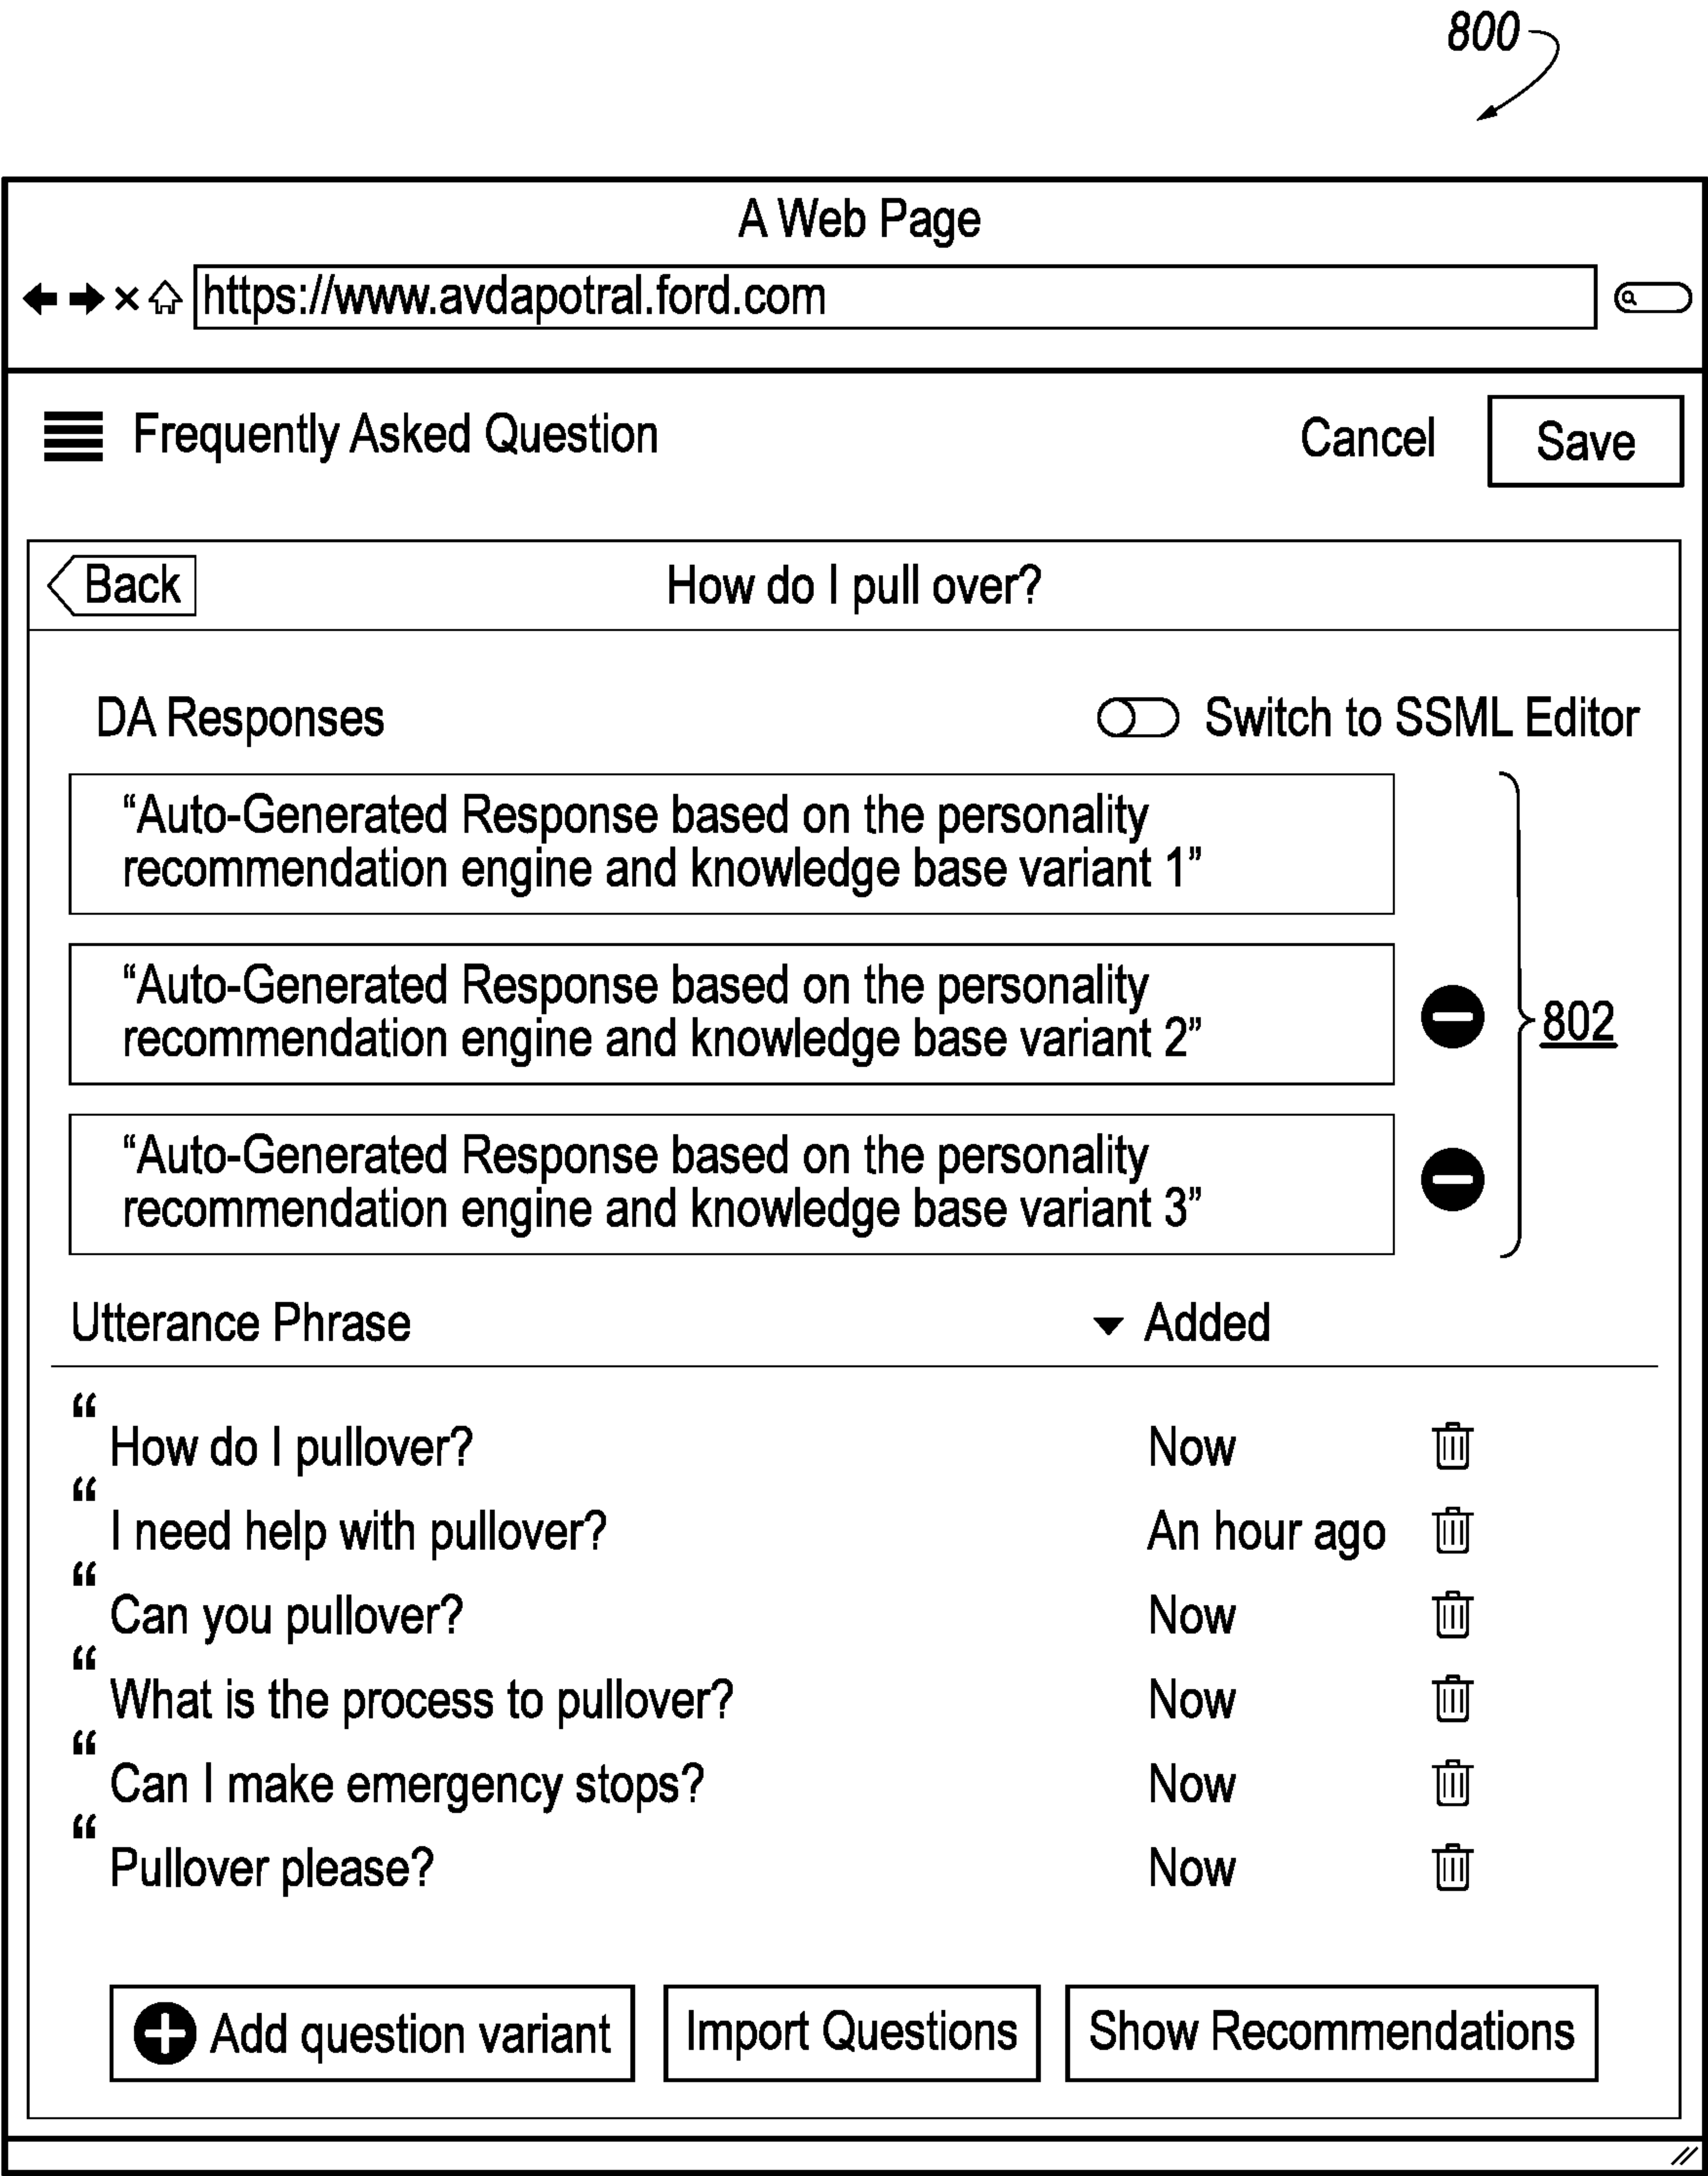 800
A Web Page
https://www.avdapotral.ford.com
Frequently Asked Question
Cancel
Save
Back
How do I pull over?
DA Responses
Switch to SSML Editor
“Auto-Generated Response based on the personality
recommendation engine and knowledge base variant 1”
“Auto-Generated Response based on the personality
recommendation engine and knowledge base variant 2”
802
“Auto-Generated Response based on the personality
recommendation engine and knowledge base variant 3”
Utterance Phrase
Added
“How do I pullover?
Now
“I need help with pullover?
An hour ago
“Can you pullover?
Now
“What is the process to pullover?
Now
“Can I make emergency stops?
Now
“Pullover please?
Now
Add question variant
Import Questions
Show Recommendations